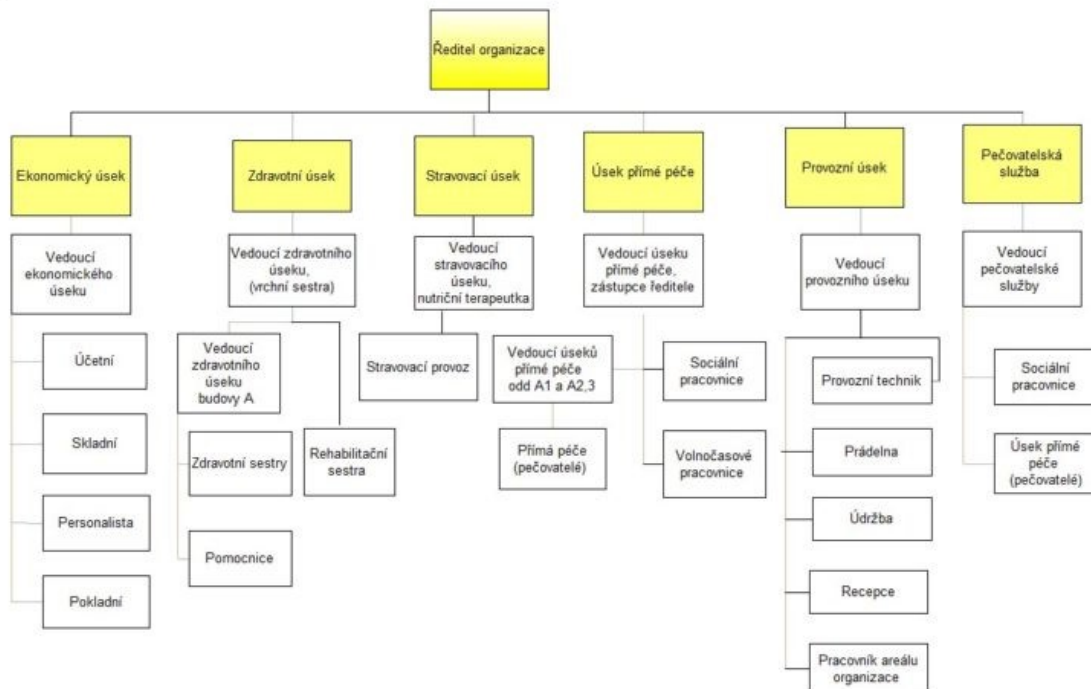 Ředitel organizace
Ekonomický úsek
Zdravotní úsek
Stravovací úsek
Úsek přímé péče
Provozní úsek
Pečovatelská
služba
Vedoucí
ekonomického
úseku
Vedoucí zdravotního
úseku,
(vrchní sestra)
Vedoucí
stravovacího
úseku,
nutriční terapeutka
Vedoucí úseku
přímé péče,
zástupce ředitele
Vedoucí
provozního úseku
Vedoucí
pečovatelské
služby
Účetní
Skladní
Personalista
Pokladní
Vedoucí
zdravotního
úseku
budovy A
Zdravotní sestry
Pomocnice
Rehabilitační
sestra
Stravovací provoz
Vedoucí úseků
přímé péče
odd A1 a A2,3
Přímá péče
(pečovatelé)
Sociální
pracovnice
Volnočasové
pracovnice
Provozní technik
Prádelna
Údržba
Recepce
Pracovník areálu
organizace
Sociální
pracovnice
Úsek přímé
péče
(pečovatelé)